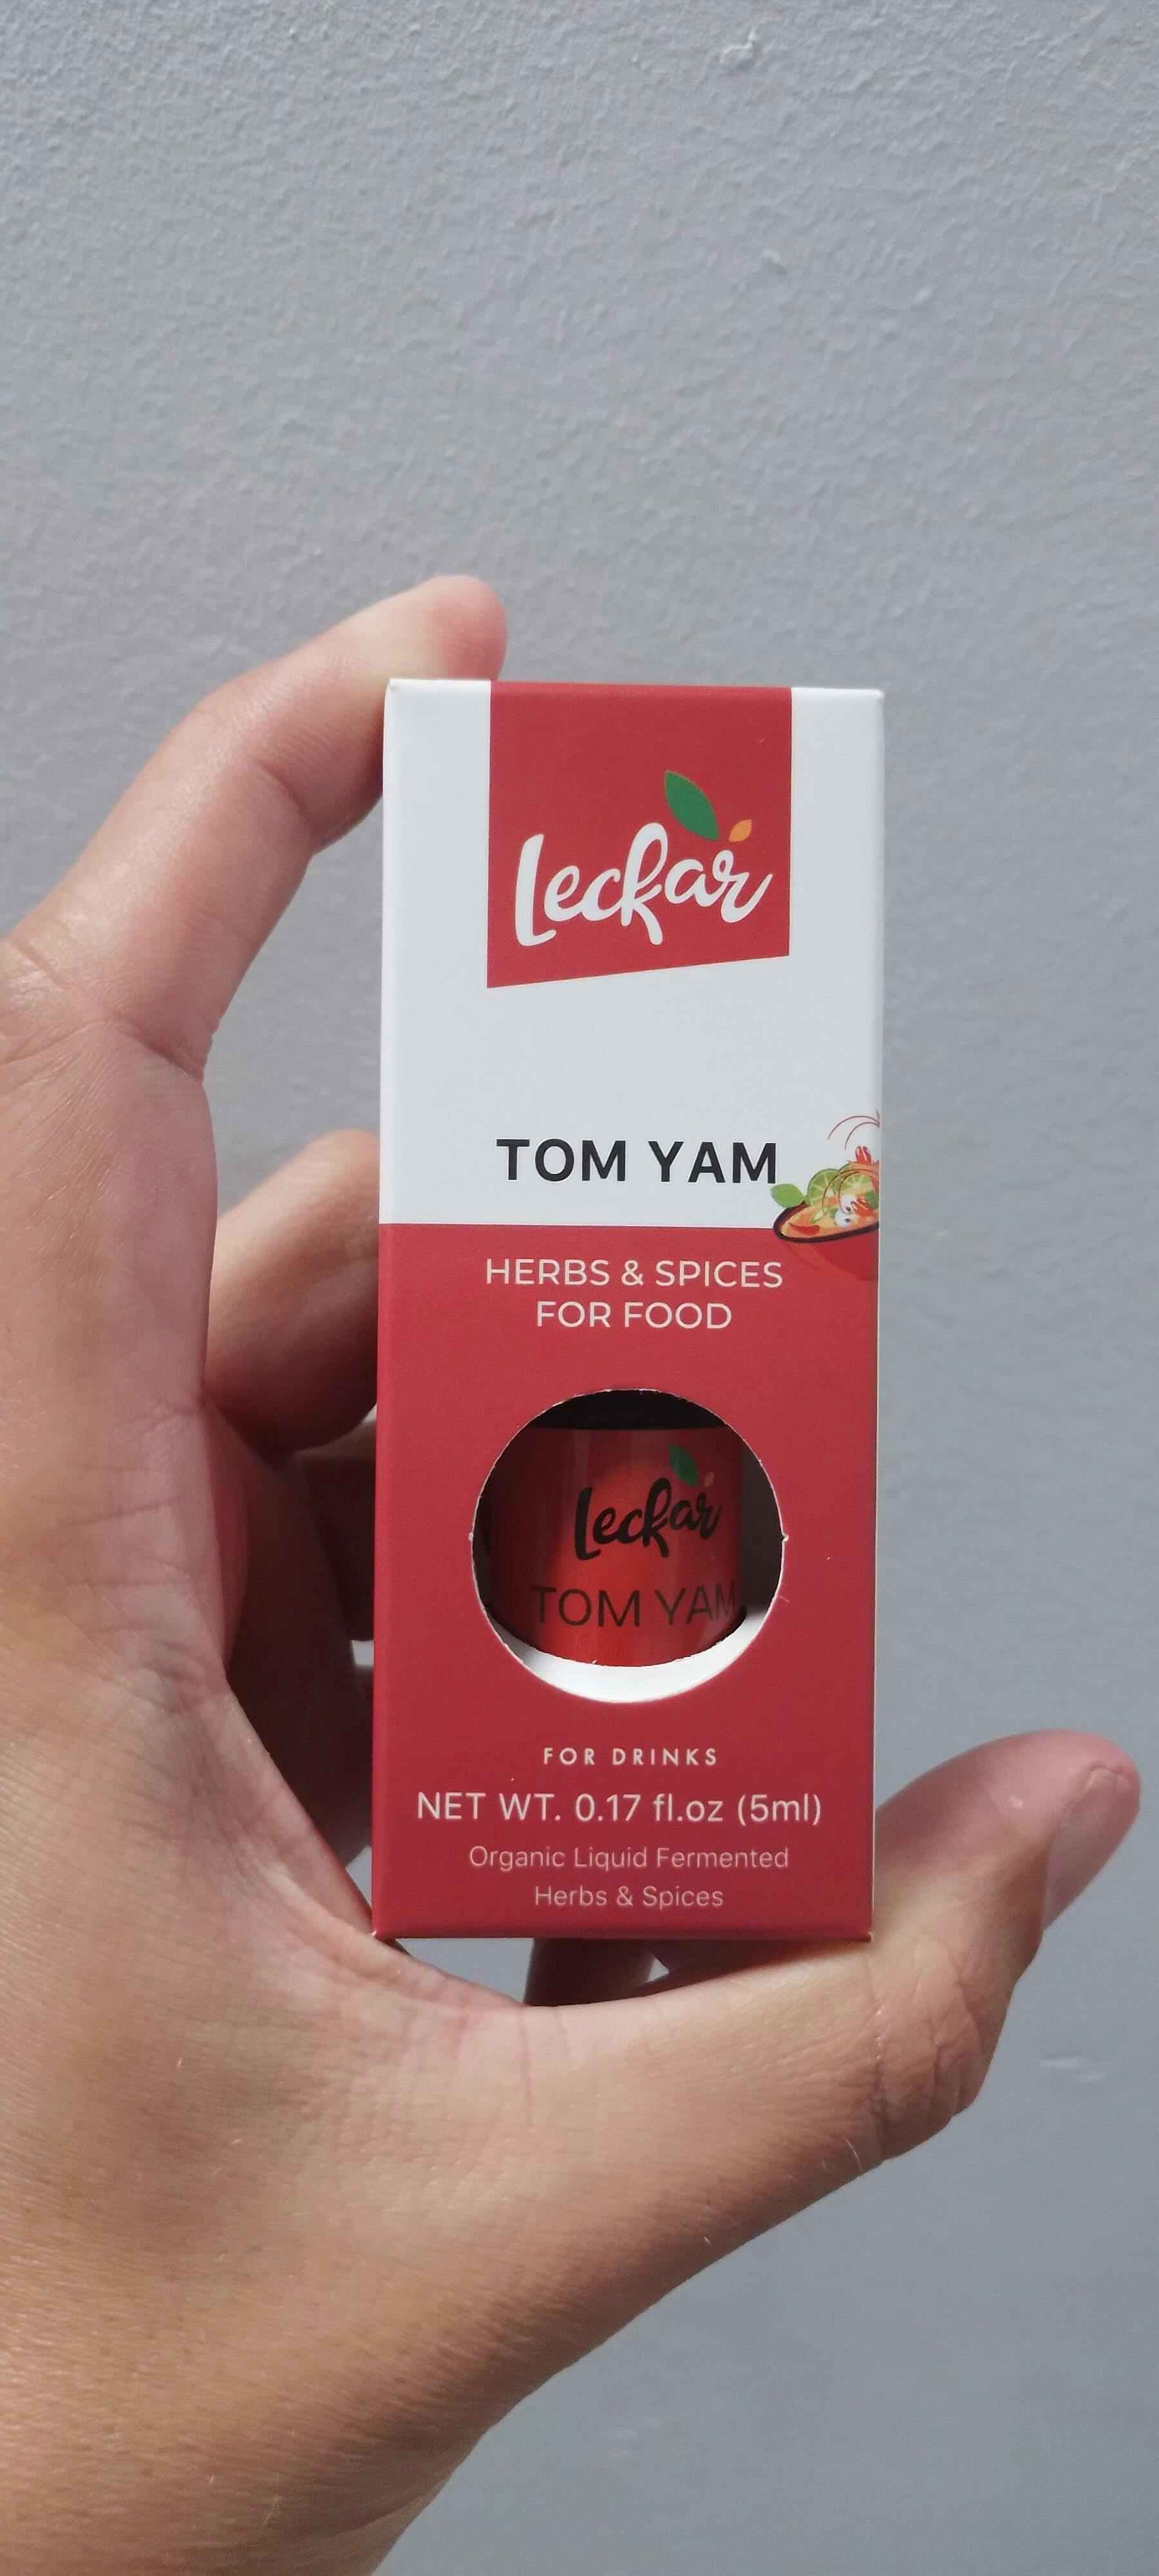 Leckar
TOM YAM
HERBS & SPICES
FOR FOOD
Leckar
TOM YAM
FOR DRINKS
NET WT. 0.17 fl.oz (5ml)
Organic Liquid Fermented
Herbs & Spices